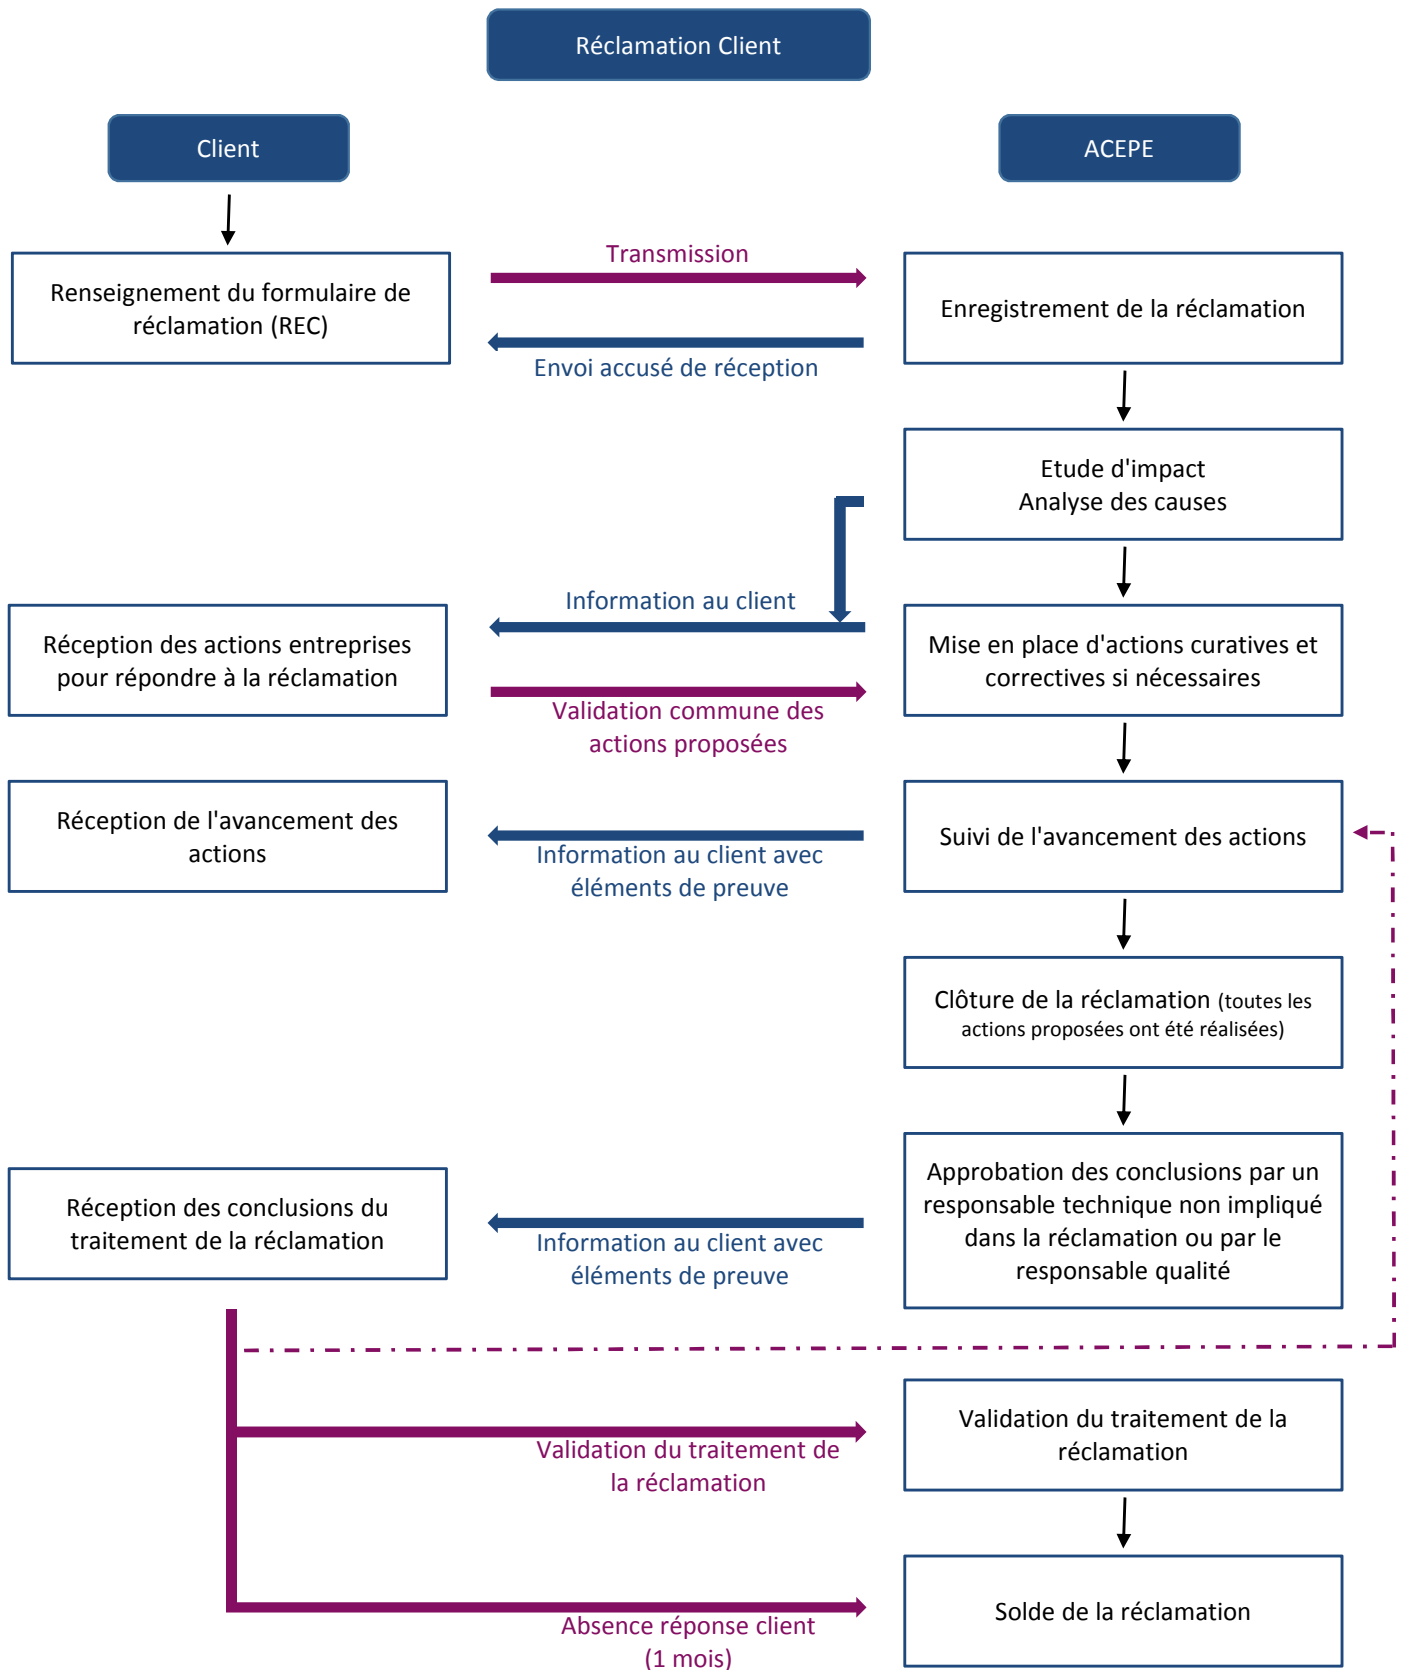 Réclamation Client
Client
ACEPE
Transmission
Renseignement du formulaire de
réclamation (REC)
Enregistrement de la réclamation
Envoi accusé de réception
Etude d'impact
Analyse des causes
Information au client
Réception des actions entreprises
pour répondre à la réclamation
Mise en place d'actions curatives et
correctives si nécessaires
Validation commune des
actions proposées
Réception de l'avancement des
actions
Suivi de l'avancement des actions
Information au client avec
éléments de preuve
Clôture de la réclamation (toutes les
actions proposées ont été réalisées)
Approbation des conclusions par un
responsable technique non impliqué
dans la réclamation ou par le
responsable qualité
Réception des conclusions du
traitement de la réclamation
Information au client avec
éléments de preuve
Validation du traitement de la
réclamation
Validation du traitement de
la réclamation
Solde de la réclamation
Absence réponse client
(1 mois)